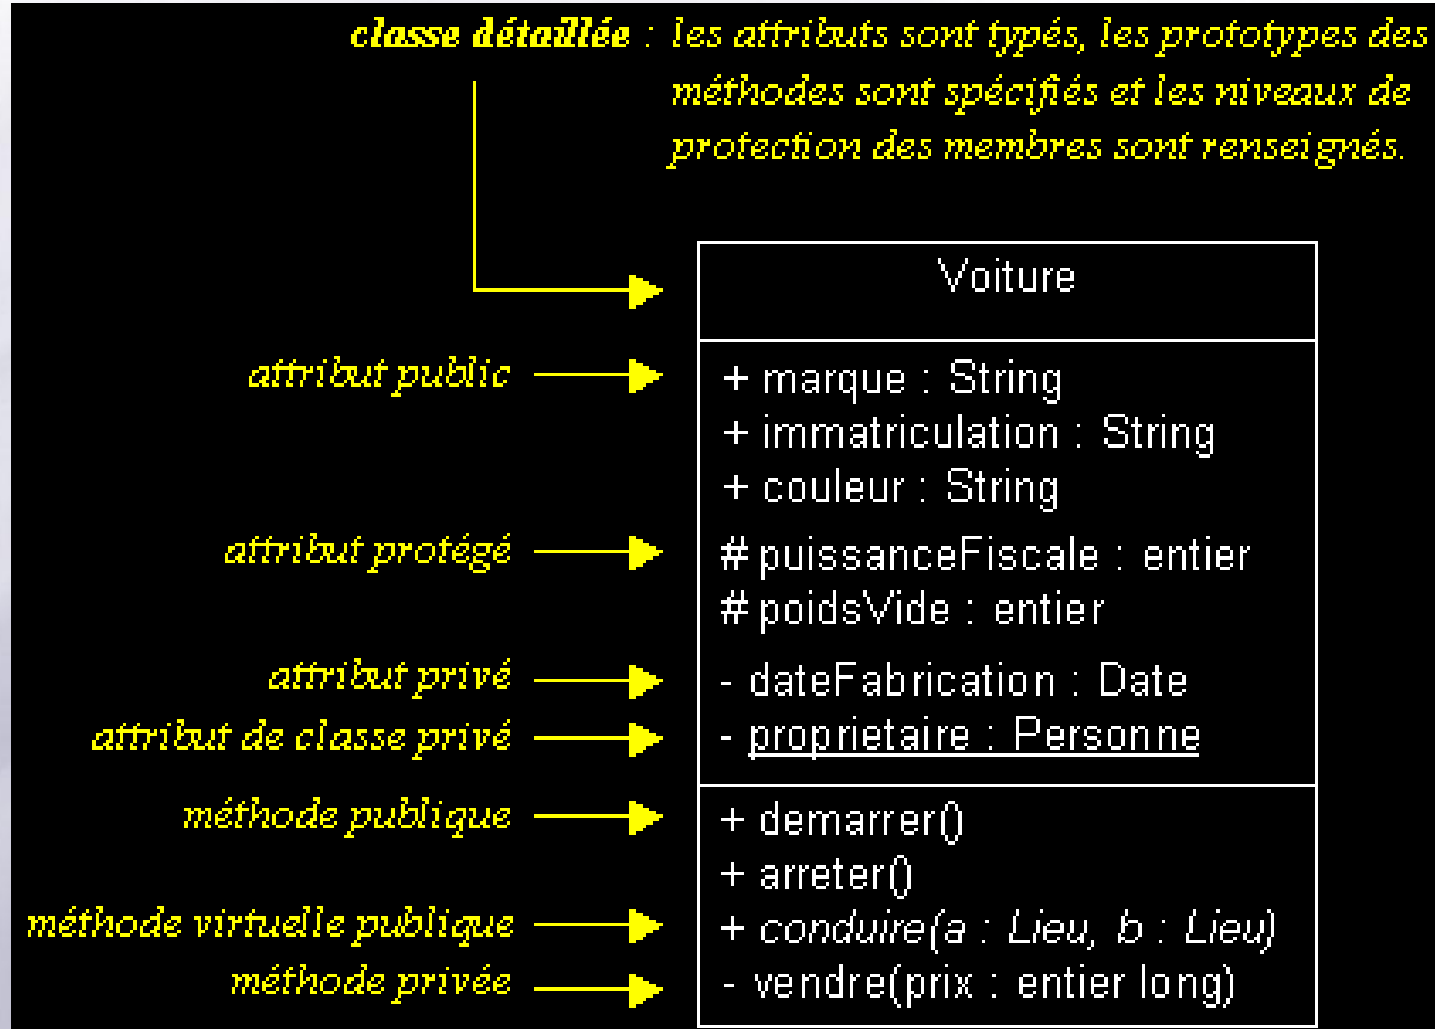 classe détaillée : les attributs sont typés, les prototypes des
méthodes sont spécifiés et les niveaux de
protection des membres sont renseignés.
Voiture
attribut public
+ marque : String
+ immatriculation : String
+ couleur : String
attribut protégé
# puissanceFiscale : entier
# poidsVide : entier
attribut privé
- dateFabrication : Date
attribut de classe privé
- proprietaire : Personne
méthode publique
+ demarrer()
+ arreter()
méthode virtuelle publique
+ conduire(a : Lieu, b : Lieu)
méthode privée
- vendre(prix : entier long)